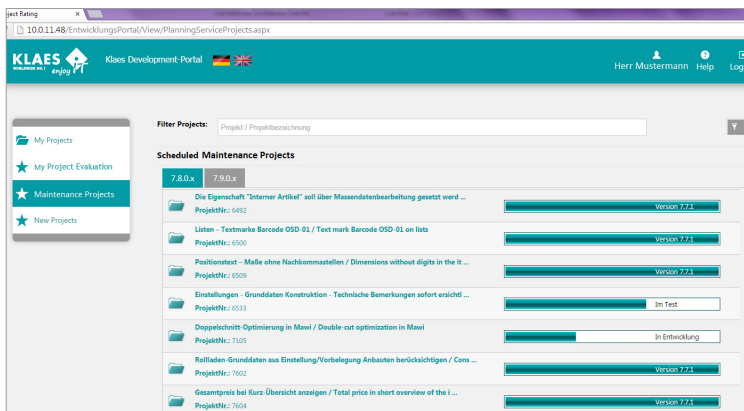 ject Rating
10.0.11.48/EntwicklungsPortal/View/PlanningServiceProjects.aspx
KLAES
WORLDWIDE NO. 1
enjoy IT
Klaes Development-Portal
Herr Mustermann
Help
Log
My Projects
My Project Evaluation
Maintenance Projects
New Projects
Filter Projects:
Projekt / Projektbezeichnung
Scheduled Maintenance Projects
7.8.0.x
7.9.0.x
Die Eigenschaft "Interner Artikel" soll über Massendatenbearbeitung gesetzt werd ...
ProjektNr.: 6492
Version 7.7.1
Listen – Textmarke Barcode OSD-01 / Text mark Barcode OSD-01 on lists
ProjektNr.: 6500
Version 7.7.1
Positionstext – Maße ohne Nachkommastellen / Dimensions without digits in the it ...
ProjektNr.: 6509
Version 7.7.1
Einstellungen - Grunddaten Konstruktion - Technische Bemerkungen sofort ersichtl ...
ProjektNr.: 6533
Im Test
Doppelschnitt-Optimierung in Mawi / Double-cut optimization in Mawi
ProjektNr.: 7105
In Entwicklung
Rollladen-Grunddaten aus Einstellung/Vorbelegung Anbauten berücksichtigen / Cons ...
ProjektNr.: 7602
Version 7.7.1
Gesamtpreis bei Kurz-Übersicht anzeigen / Total price in short overview of the i ...
ProjektNr.: 7604
Version 7.7.1